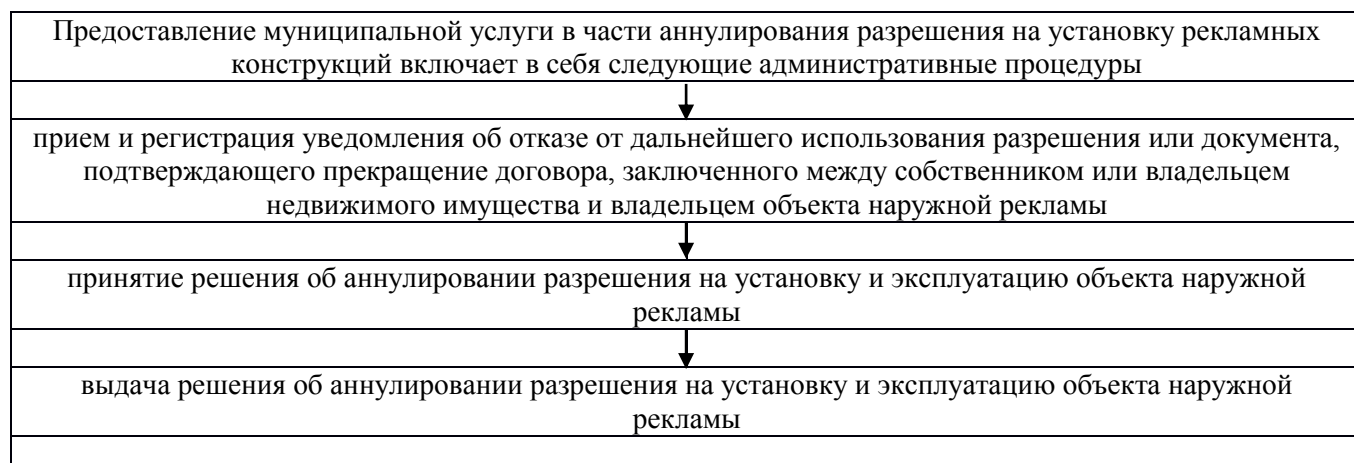 Предоставление муниципальной услуги в части аннулирования разрешения на установку рекламных
конструкций включает в себя следующие административные процедуры
прием и регистрация уведомления об отказе от дальнейшего использования разрешения или документа,
подтверждающего прекращение договора, заключенного между собственником или владельцем
недвижимого имущества и владельцем объекта наружной рекламы
принятие решения об аннулировании разрешения на установку и эксплуатацию объекта наружной
рекламы
выдача решения об аннулировании разрешения на установку и эксплуатацию объекта наружной
рекламы